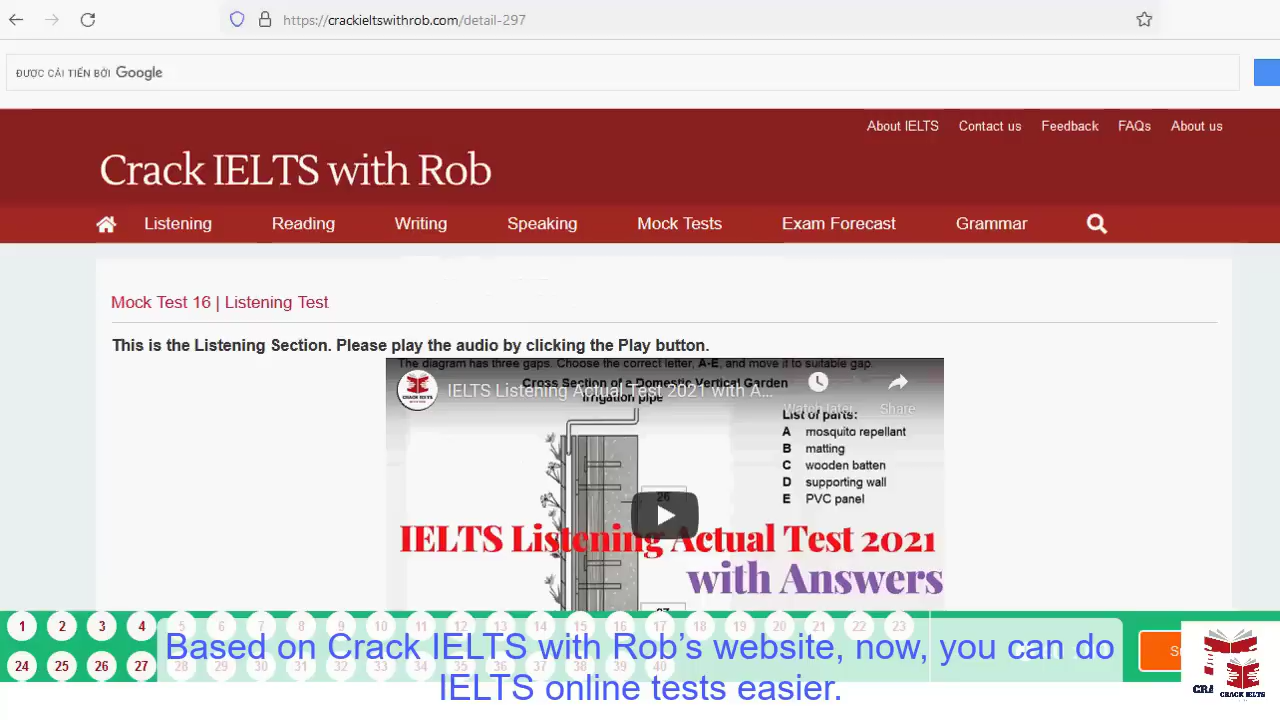 https://crackieltswithrob.com/detail-297
ĐƯỢC CẢI TIẾN BỞI Google
About IELTS Contact us Feedback FAQs About us
Crack IELTS with Rob
Listening Reading Writing Speaking Mock Tests Exam Forecast Grammar
Mock Test 16 | Listening Test
This is the Listening Section. Please play the audio by clicking the Play button.
The diagram has three gaps. Choose the correct letter, A-E, and move it to suitable gap.
Cross Section of a Domestic Vertical Garden
IELTS Listening Actual Test 2021 with A...
Irrigation pipe
Watch later Share
List of parts:
A mosquito repellant
B matting
C wooden batten
D supporting wall
E PVC panel
26
IELTS Listening Actual Test 2021
with Answers
27
1 2 3 4 5 6 7 8 9 10 11 12 13 14 15 16 17 18 19 20 21 22 23
24 25 26 27 28 29 30 31 32 33 34 35 36 37 38 39 40
Based on Crack IELTS with Rob's website, now, you can do
IELTS online tests easier.
CRACK IELTS